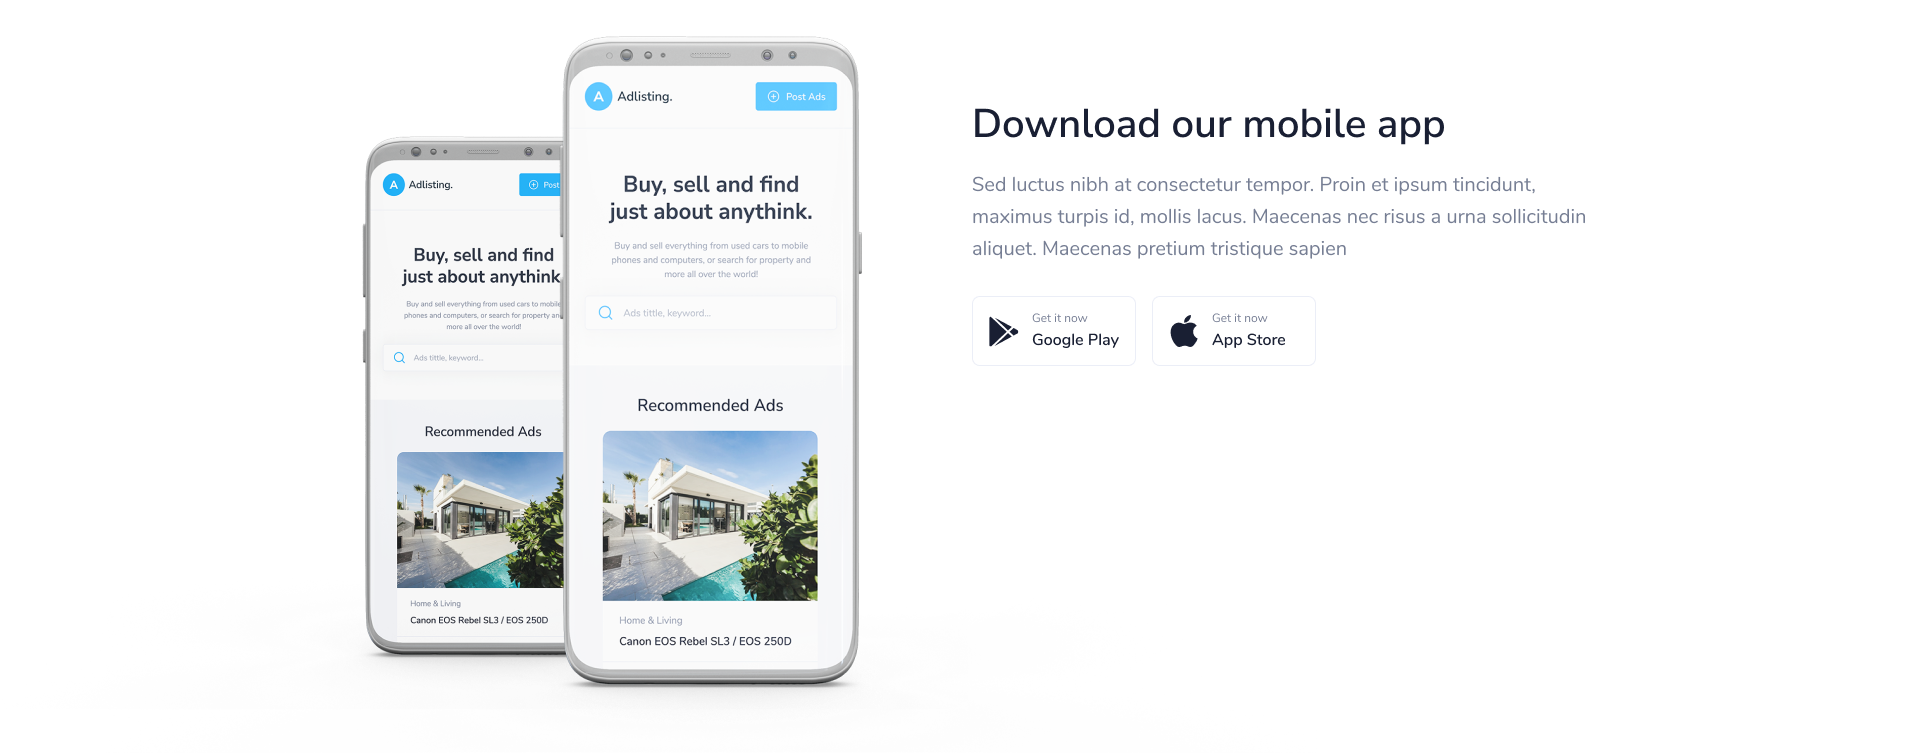 A Adlisting.
Post
Buy, sell and find
just about anythink
Buy and sell everything from used cars to mobile
phones and computers, or search for property and
more all over the world!
Ads tittle, keyword...
Recommended Ads
Home & Living
Canon EOS Rebel SL3 / EOS 250D
A Adlisting.
Post Ads
Buy, sell and find
just about anythink.
Buy and sell everything from used cars to mobile
phones and computers, or search for property and
more all over the world!
Ads tittle, keyword...
Recommended Ads
Home & Living
Canon EOS Rebel SL3 / EOS 250D
Download our mobile app
Sed luctus nibh at consectetur tempor. Proin et ipsum tincidunt,
maximus turpis id, mollis lacus. Maecenas nec risus a urna sollicitudin
aliquet. Maecenas pretium tristique sapien
Get it now
Google Play
Get it now
App Store